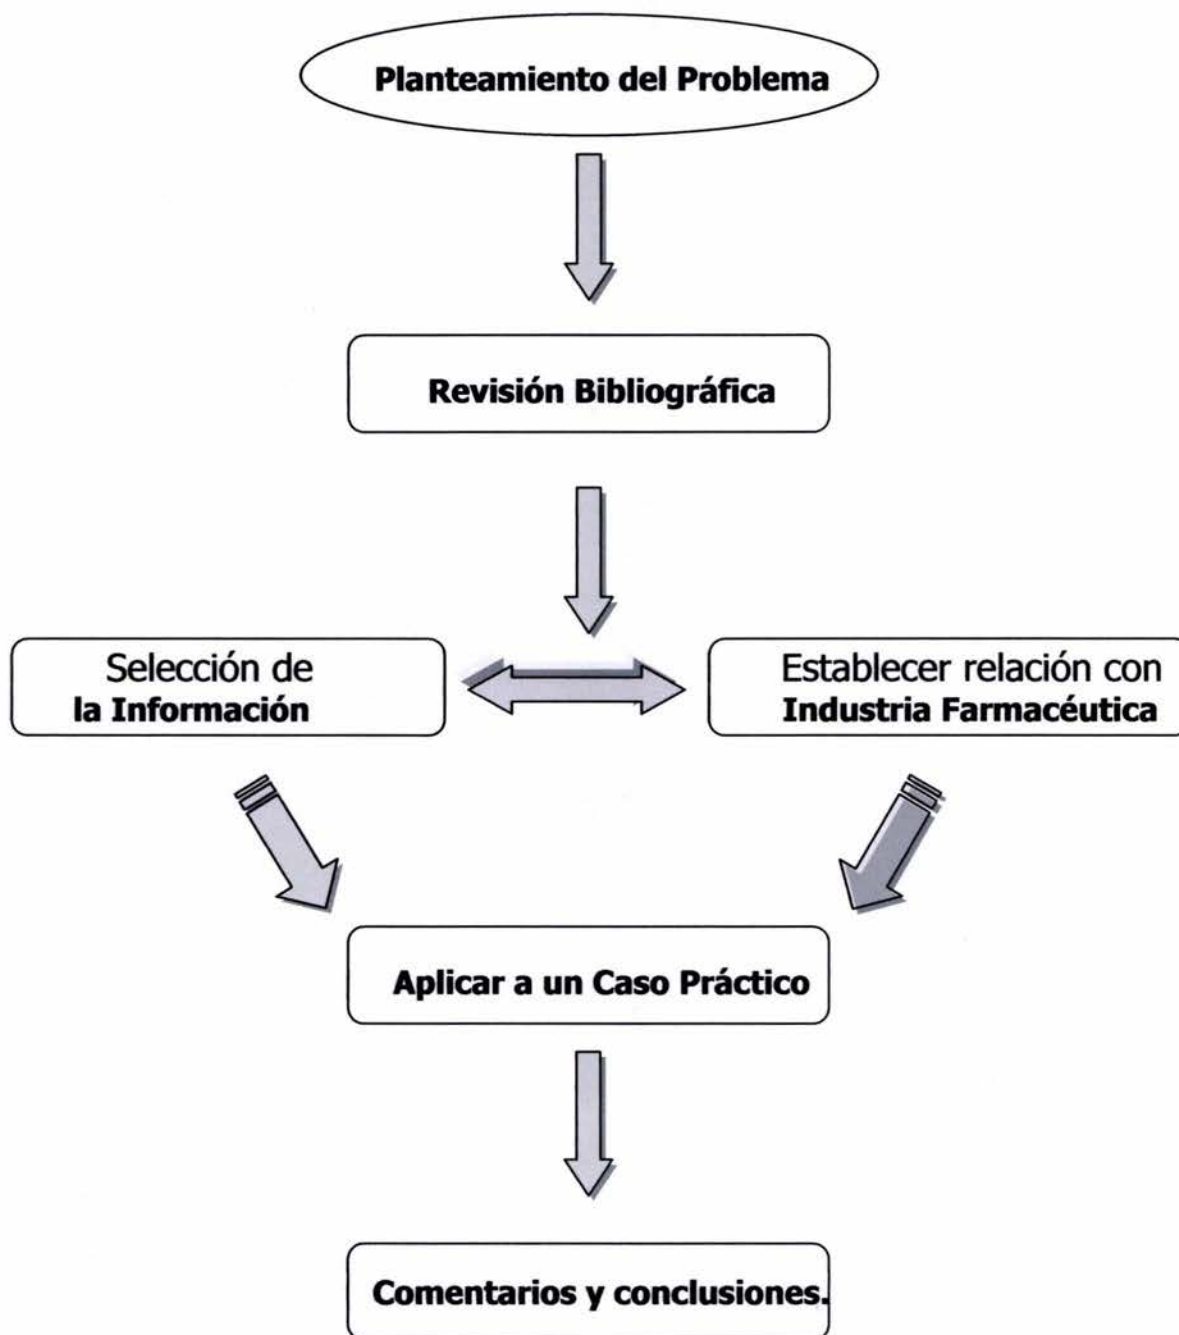 Planteamiento del Problema
Revisión Bibliográfica
Selección de
la Información
Establecer relación con
Industria Farmacéutica
Aplicar a un Caso Práctico
Comentarios y conclusiones.